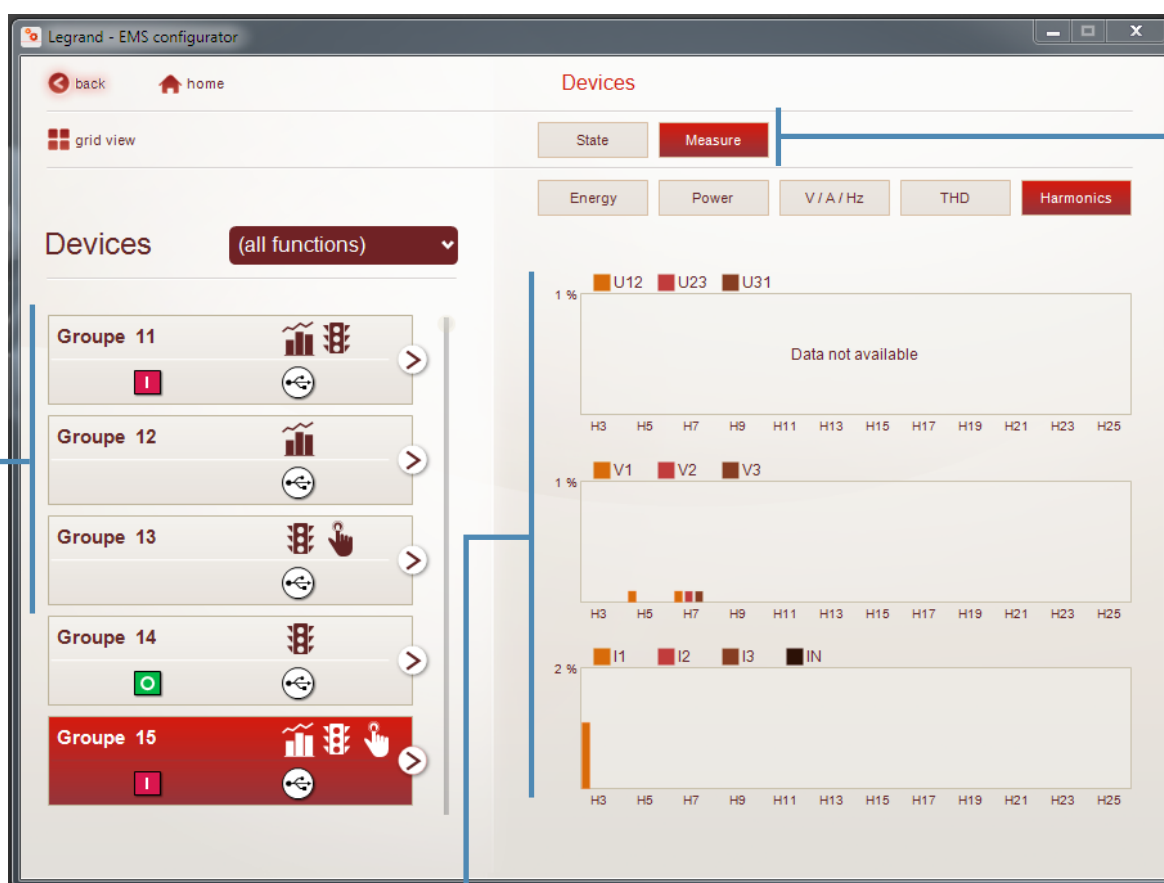 Legrand - EMS configurator
back
home
Devices
grid view
State
Measure
Energy
Power
V / A / Hz
THD
Harmonics
Devices
(all functions)
Groupe 11
I
Groupe 12
Groupe 13
Groupe 14
O
Groupe 15
I
U12 U23 U31
1 %
Data not available
H3 H5 H7 H9 H11 H13 H15 H17 H19 H21 H23 H25
V1 V2 V3
1 %
H3 H5 H7 H9 H11 H13 H15 H17 H19 H21 H23 H25
I1 I2 I3 IN
2 %
H3 H5 H7 H9 H11 H13 H15 H17 H19 H21 H23 H25